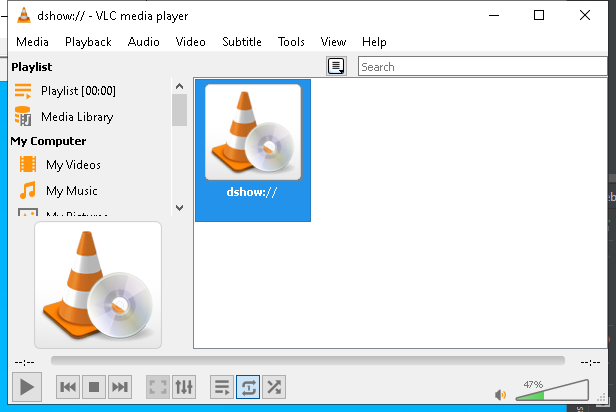 dshow:// - VLC media player
Media Playback Audio Video Subtitle Tools View Help
Playlist
Search
Playlist [00:00]
Media Library
My Computer
My Videos
My Music
My Pictures
dshow://
--:--
--:--
47%